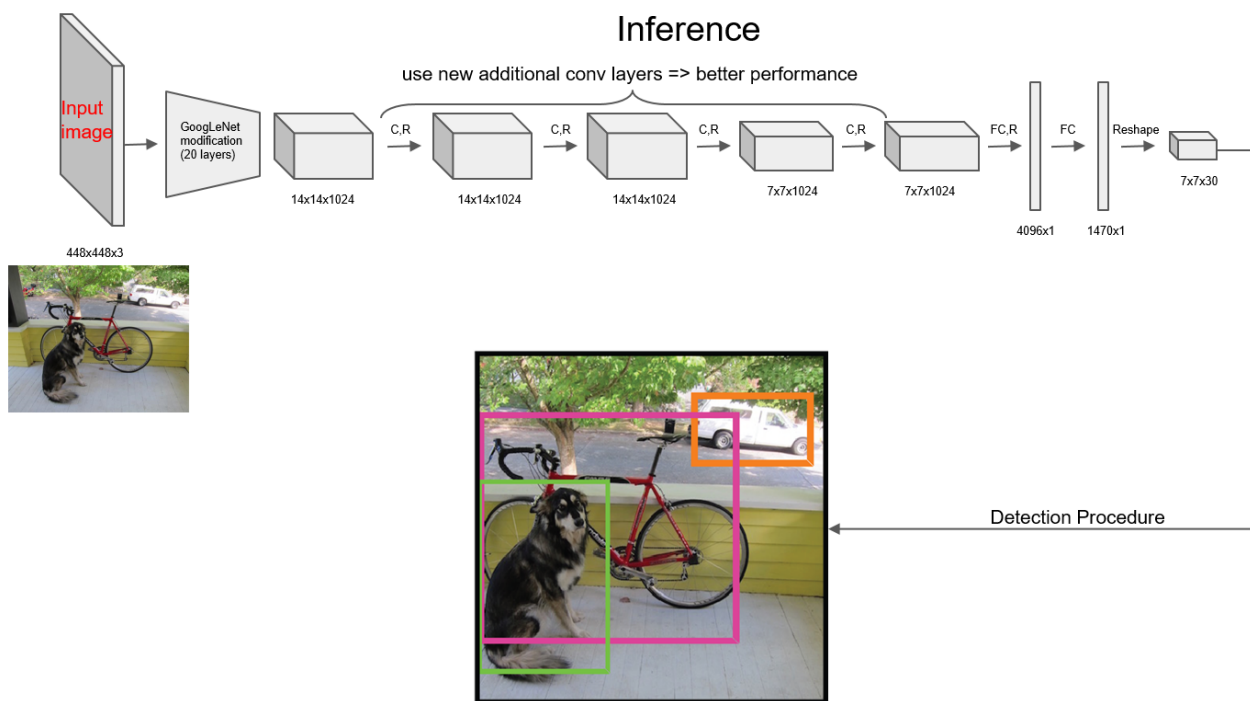 Inference
use new additional conv layers => better performance
Input
image
GoogLeNet
modification
(20 layers)
C,R
C,R
C,R
C,R
FC,R
FC
Reshape
14x14x1024
14x14x1024
14x14x1024
7x7x1024
7x7x1024
4096x1
1470x1
7x7x30
448x448x3
Detection Procedure